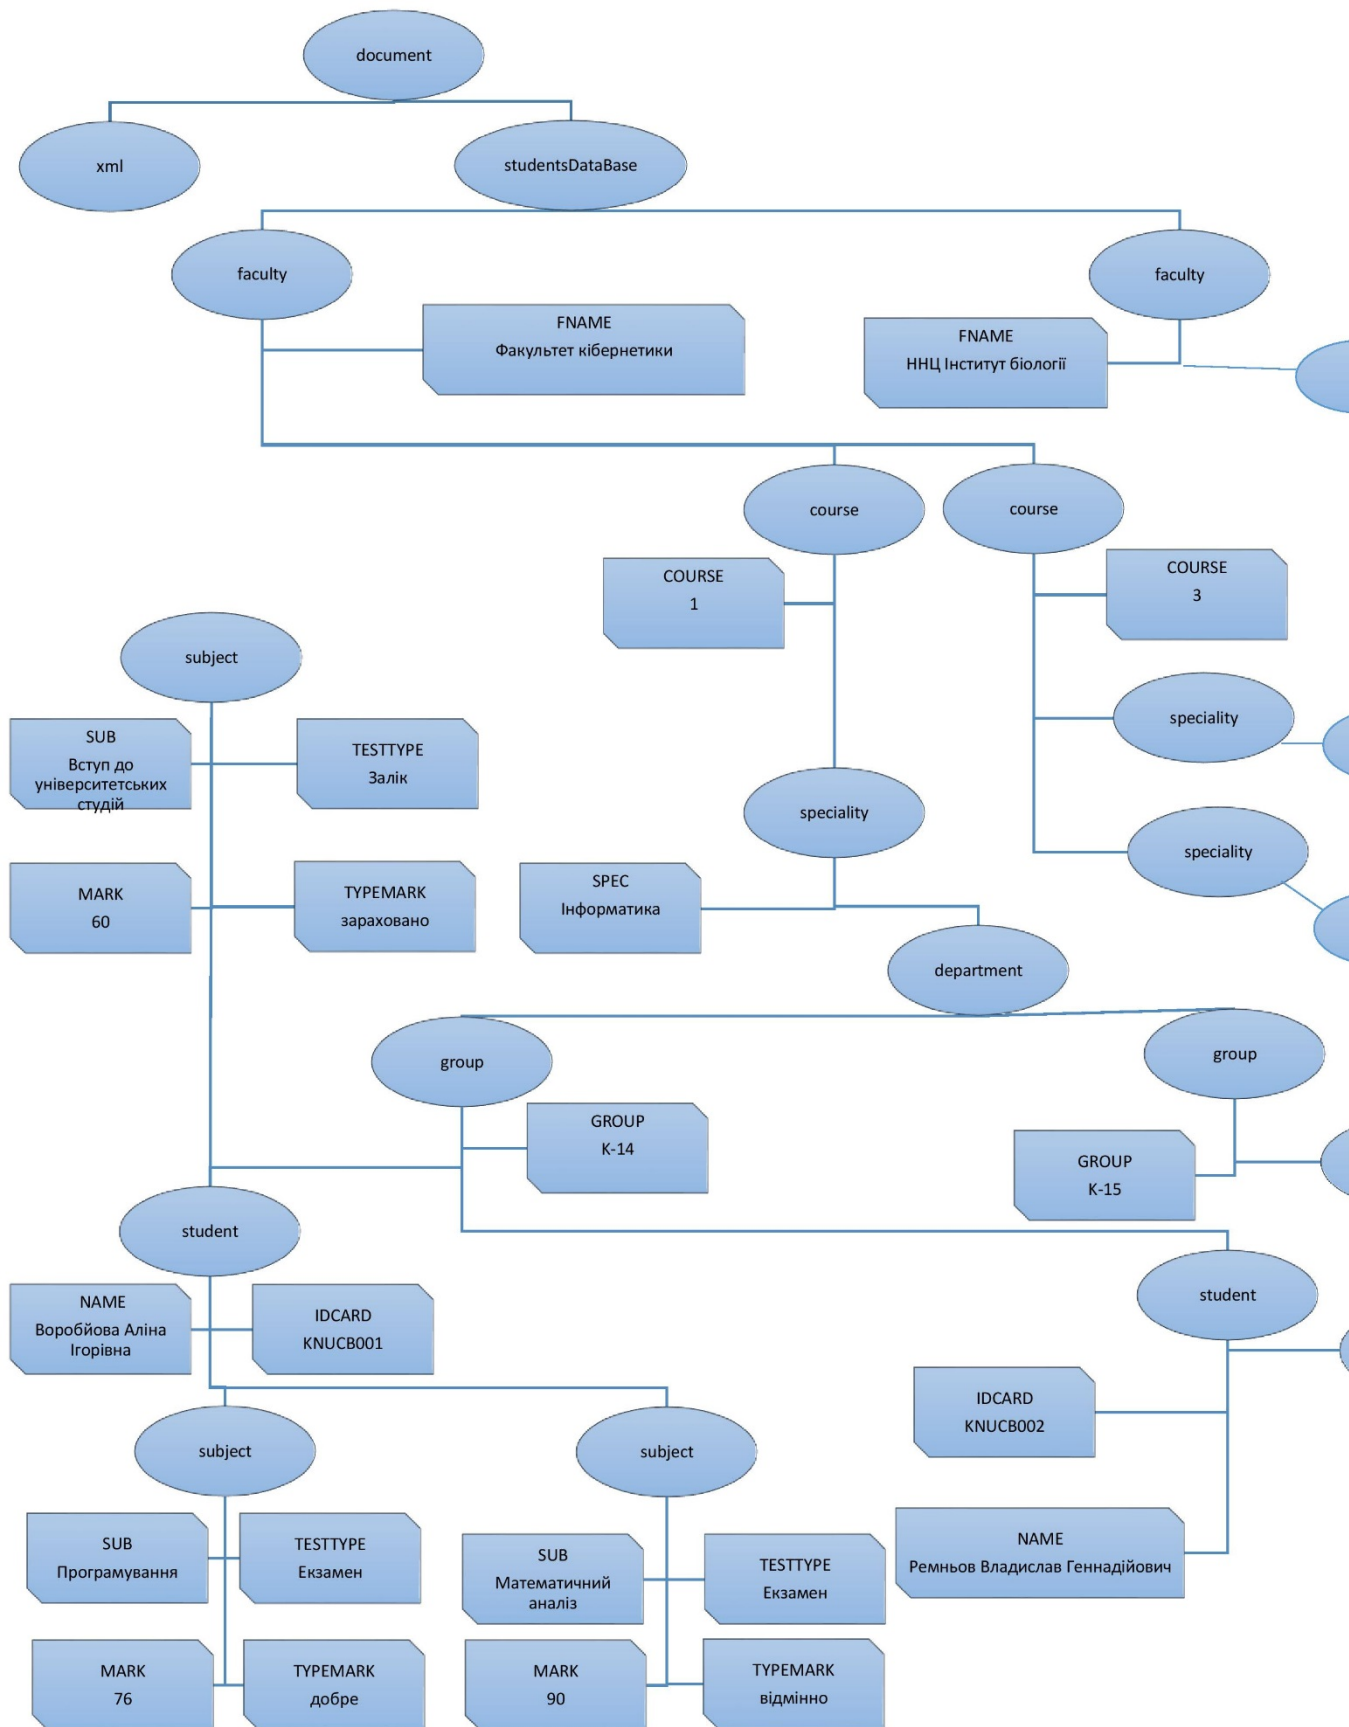 document
xml
studentsDataBase
faculty
faculty
FNAME
Факультет кібернетики
FNAME
ННЦ Інститут біології
course
course
COURSE
1
COURSE
3
subject
SUB
Вступ до
університетських
студій
TESTTYPE
Залік
speciality
speciality
speciality
MARK
60
TYPEMARK
зараховано
SPEC
Інформатика
department
group
group
GROUP
К-14
GROUP
К-15
student
student
NAME
Воробйова Аліна
Ігорівна
IDCARD
KNUCB001
IDCARD
KNUCB002
subject
subject
SUB
Програмування
TESTTYPE
Екзамен
SUB
Математичний
аналіз
TESTTYPE
Екзамен
NAME
Ремньов Владислав Геннадійович
MARK
76
TYPEMARK
добре
MARK
90
TYPEMARK
відмінно